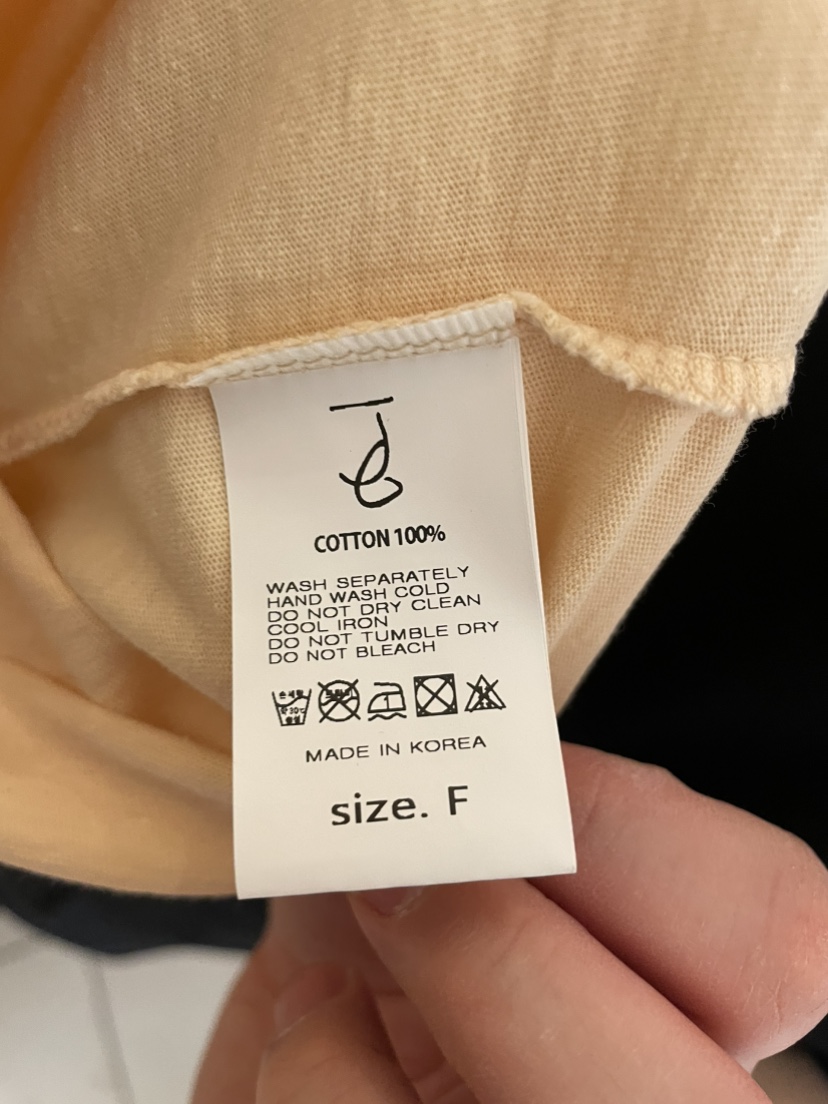 COTTON 100%
WASH SEPARATELY
HAND WASH COLD
DO NOT DRY CLEAN
COOL IRON
DO NOT TUMBLE DRY
DO NOT BLEACH
30℃
MADE IN KOREA
size. F